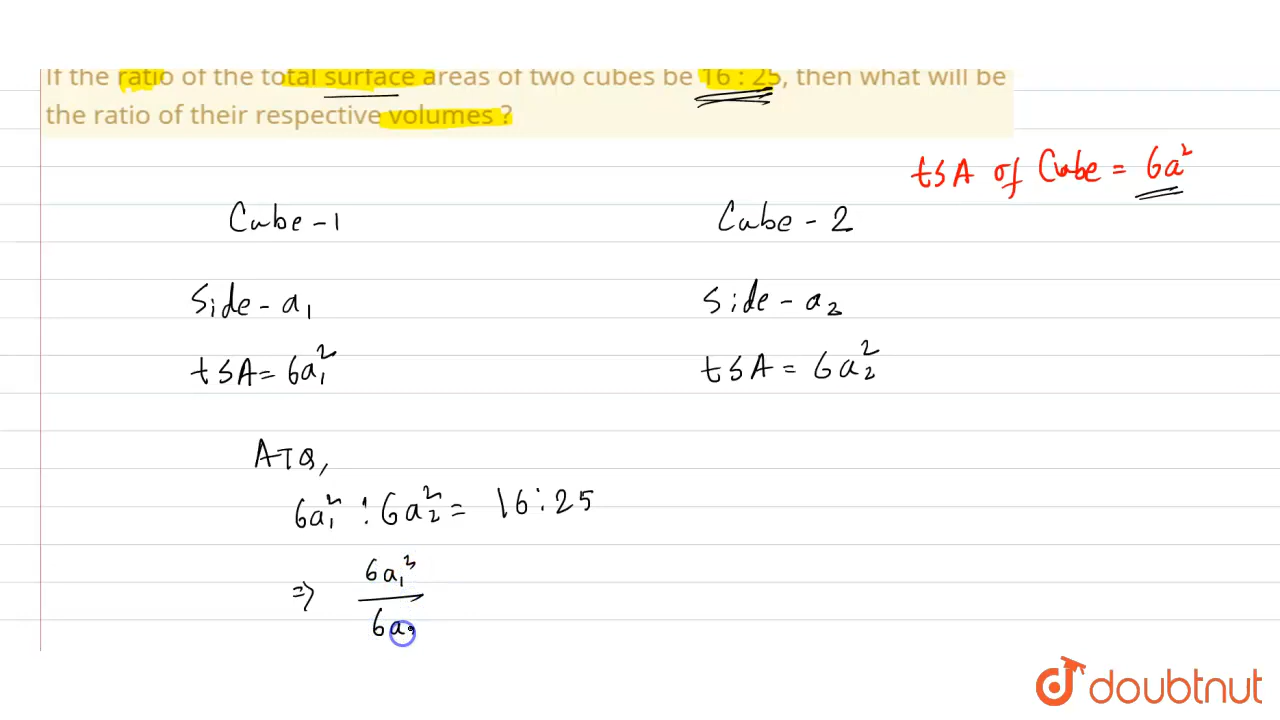 If the ratio of the total surface areas of two cubes be 16 : 25, then what will be
the ratio of their respective volumes ?
tSA of Cube = 6a²
Cube - 1
Cube - 2
Side - a₁
Side - a₂
tSA = 6a₁²
tSA = 6a₂²
ATQ,
6a₁² : 6a₂² = 16 : 25
⇒ 6a₁²
6a
doubtnut